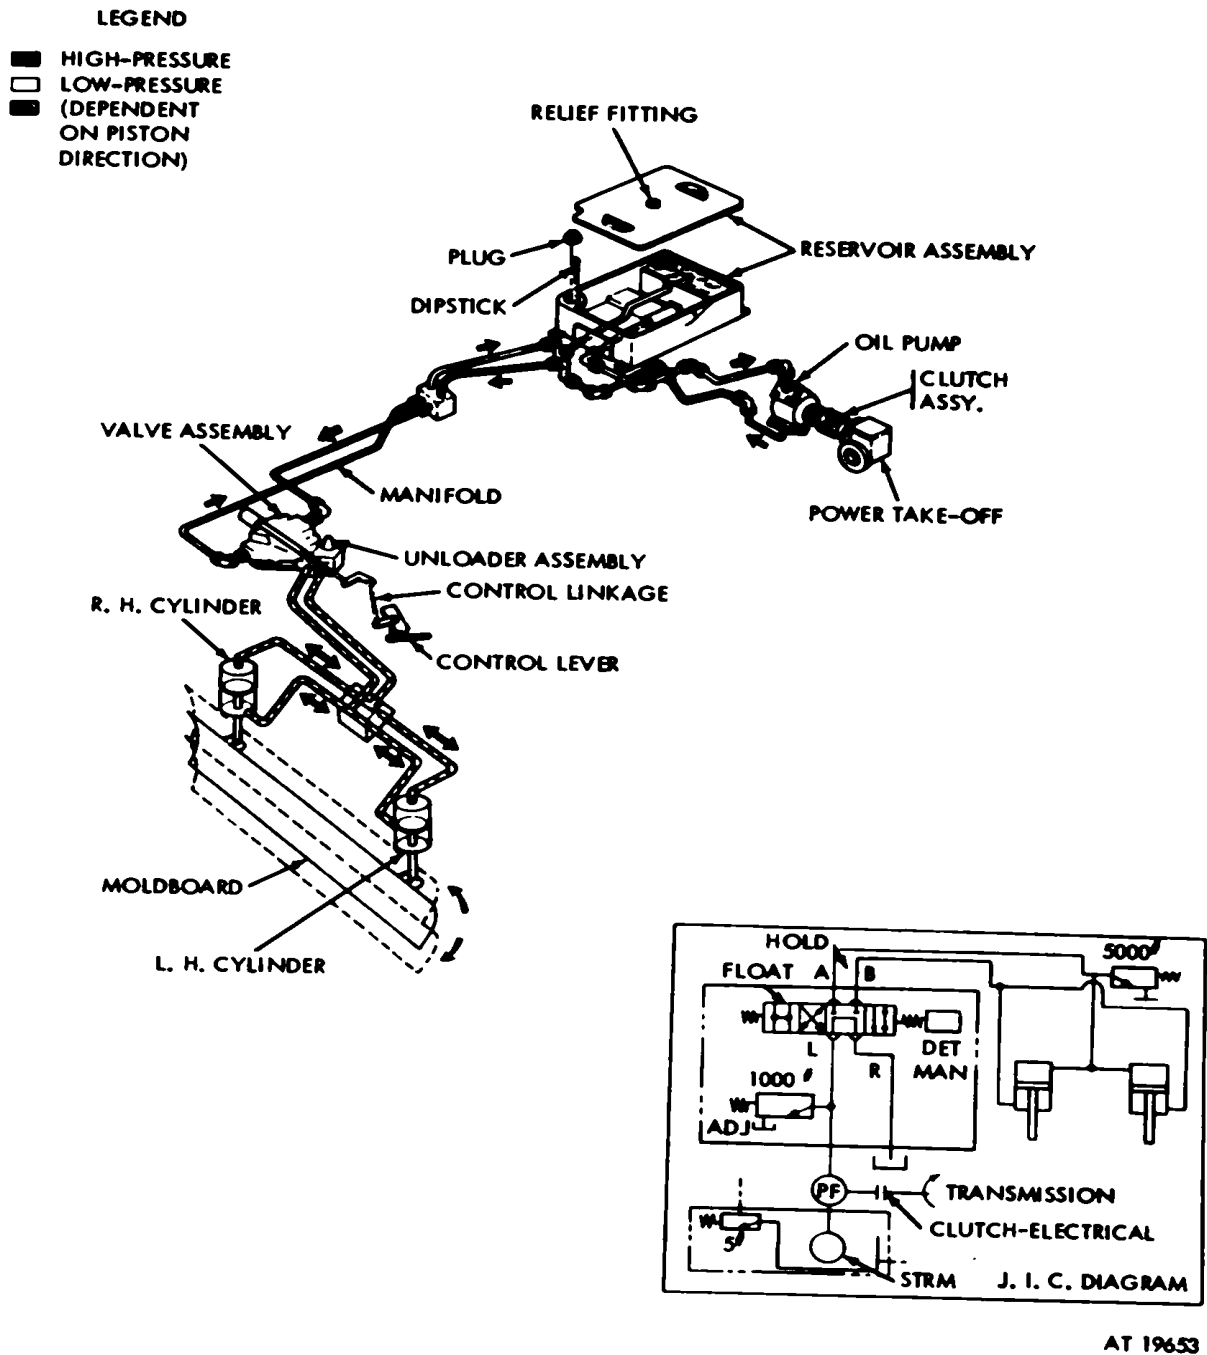 LEGEND
HIGH-PRESSURE
LOW-PRESSURE
(DEPENDENT
ON PISTON
DIRECTION)
RELIEF FITTING
PLUG
RESERVOIR ASSEMBLY
DIPSTICK
OIL PUMP
CLUTCH
ASSY.
VALVE ASSEMBLY
MANIFOLD
POWER TAKE-OFF
UNLOADER ASSEMBLY
CONTROL LINKAGE
R. H. CYLINDER
CONTROL LEVER
MOLDBOARD
L. H. CYLINDER
HOLD
5000#
FLOAT A B
L
DET
R MAN
1000 #
ADJ
PF
TRANSMISSION
CLUTCH-ELECTRICAL
5#
STRM
J. I. C. DIAGRAM
AT 19653